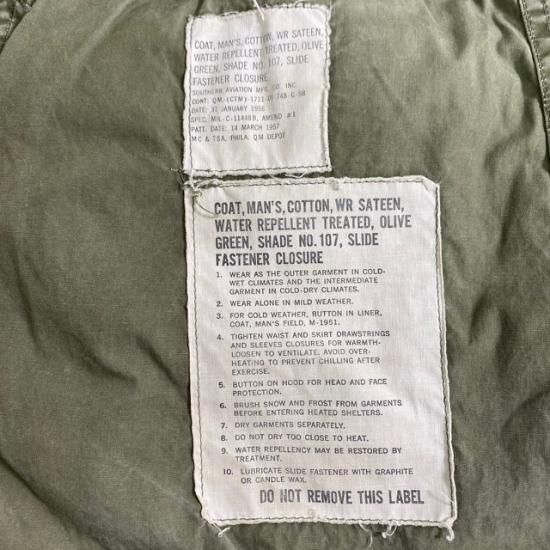 COAT, MAN'S, COTTON, WR SATEEN,
WATER REPELLENT TREATED, OLIVE
GREEN, SHADE NO. 107, SLIDE
FASTENER CLOSURE
SOUTHERN AVIATION MFG. CO. INC
CONT: QM-(CTM)-1711 OI-748-C-58
DATE: 31 JANUARY 1958
SPEC. MIL-C-11448B, AMEND #1
PATT. DATE: 14 MARCH 1957
MC & TSA, PHILA. QM DEPOT
COAT, MAN'S, COTTON, WR SATEEN,
WATER REPELLENT TREATED, OLIVE
GREEN, SHADE NO. 107, SLIDE
FASTENER CLOSURE
1. WEAR AS THE OUTER GARMENT IN COLD-
WET CLIMATES AND THE INTERMEDIATE
GARMENT IN COLD-DRY CLIMATES.
2. WEAR ALONE IN MILD WEATHER.
3. FOR COLD WEATHER, BUTTON IN LINER,
COAT, MAN'S FIELD, M-1951.
4. TIGHTEN WAIST AND SKIRT DRAWSTRINGS
AND SLEEVES CLOSURES FOR WARMTH-
LOOSEN TO VENTILATE. AVOID OVER-
HEATING TO PREVENT CHILLING AFTER
EXERCISE.
5. BUTTON ON HOOD FOR HEAD AND FACE
PROTECTION.
6. BRUSH SNOW AND FROST FROM GARMENTS
BEFORE ENTERING HEATED SHELTERS.
7. DRY GARMENTS SEPARATELY.
8. DO NOT DRY TOO CLOSE TO HEAT.
9. WATER REPELLENCY MAY BE RESTORED BY
TREATMENT.
10. LUBRICATE SLIDE FASTENER WITH GRAPHITE
OR CANDLE WAX.
DO NOT REMOVE THIS LABEL